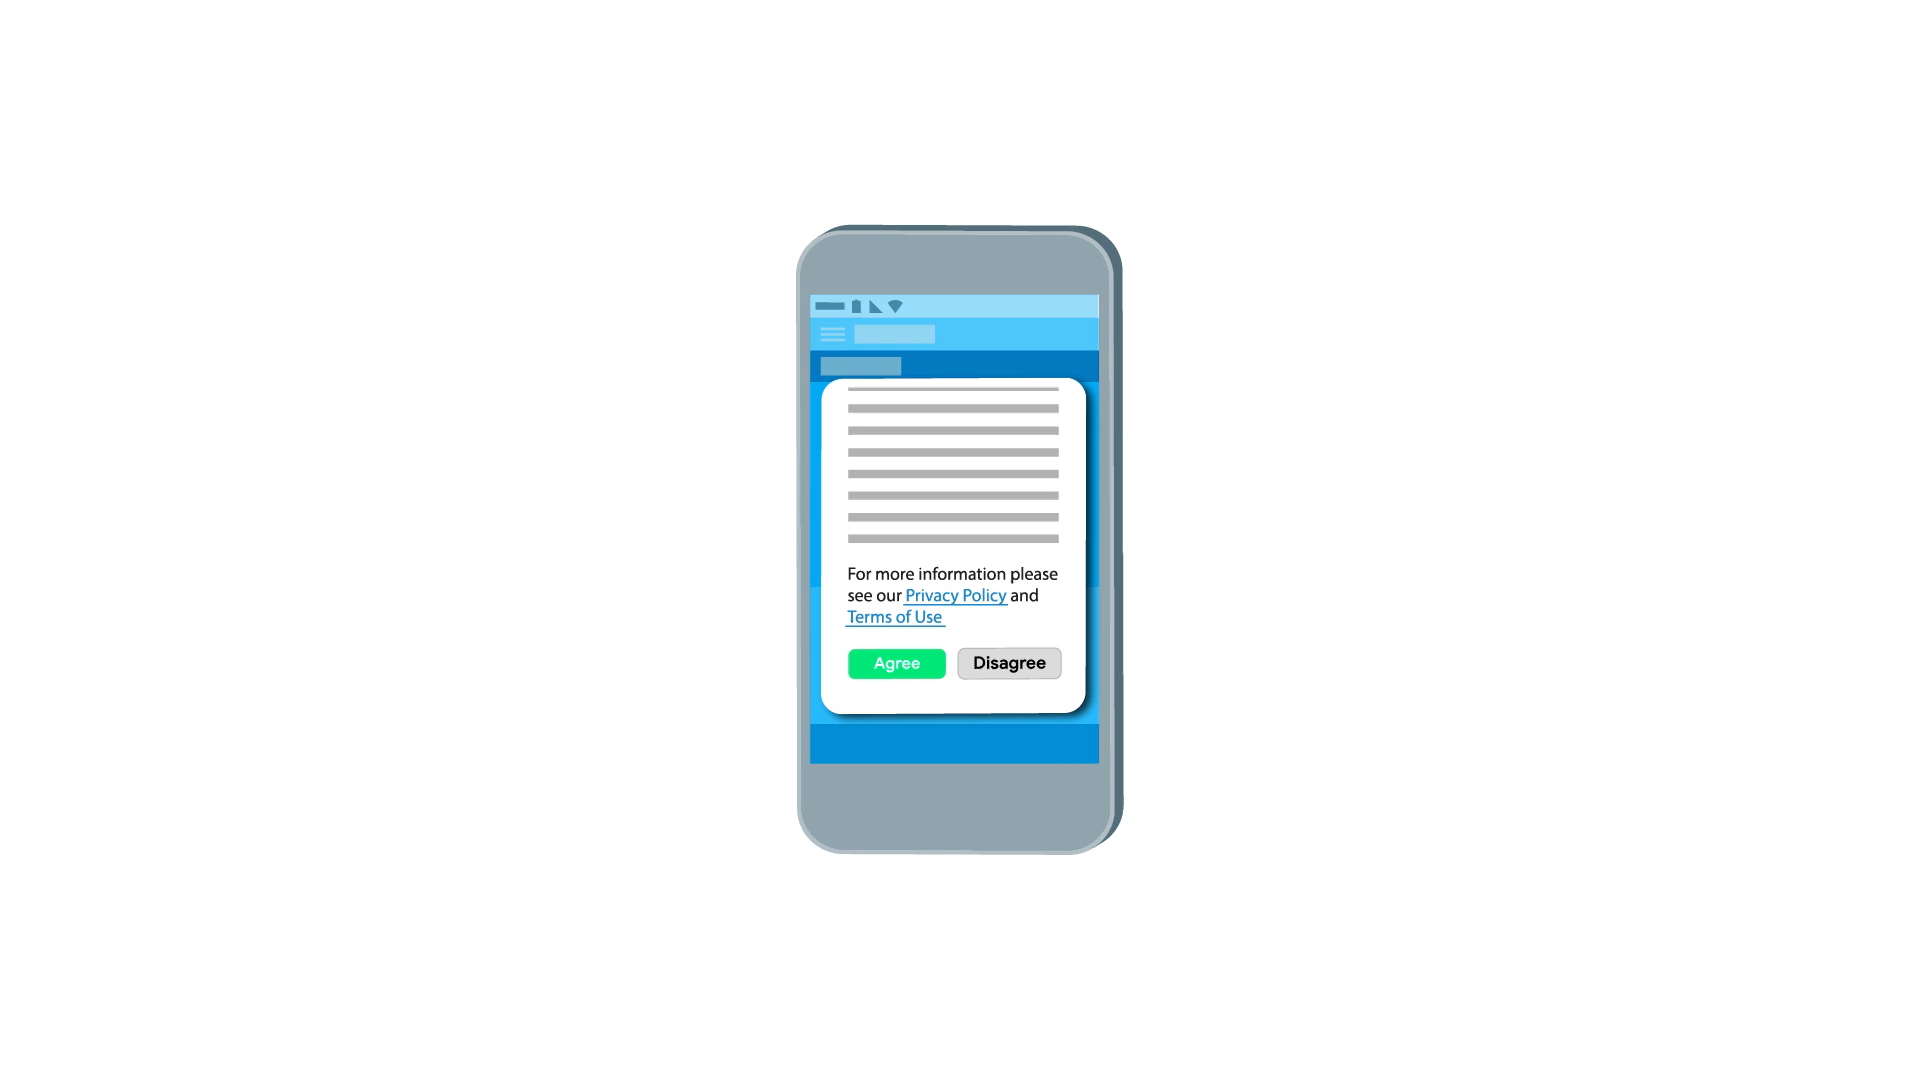 For more information please
see our Privacy Policy and
Terms of Use
Agree Disagree